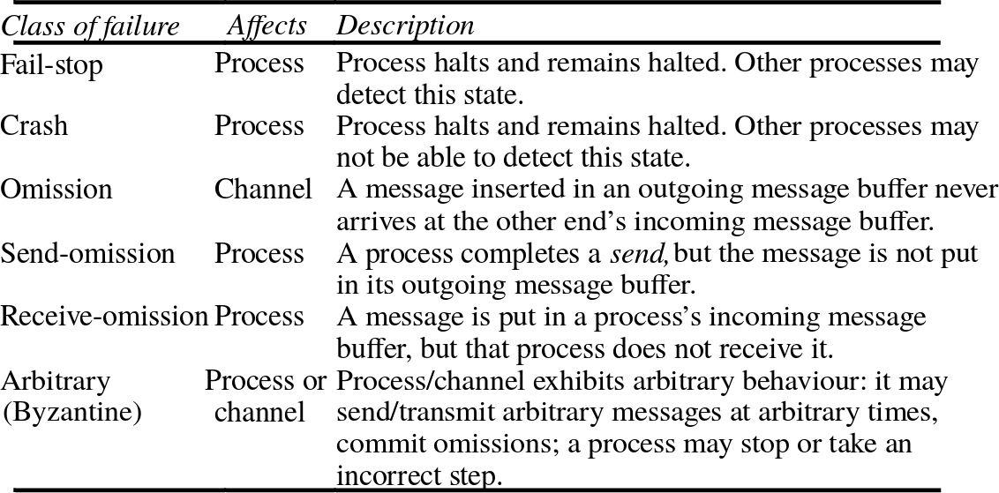 Class of failure Affects Description
Fail-stop Process Process halts and remains halted. Other processes may
detect this state.
Crash Process Process halts and remains halted. Other processes may
not be able to detect this state.
Omission Channel A message inserted in an outgoing message buffer never
arrives at the other end’s incoming message buffer.
Send-omission Process A process completes a send, but the message is not put
in its outgoing message buffer.
Receive-omission Process A message is put in a process’s incoming message
buffer, but that process does not receive it.
Arbitrary Process or Process/channel exhibits arbitrary behaviour: it may
(Byzantine) channel send/transmit arbitrary messages at arbitrary times,
commit omissions; a process may stop or take an
incorrect step.